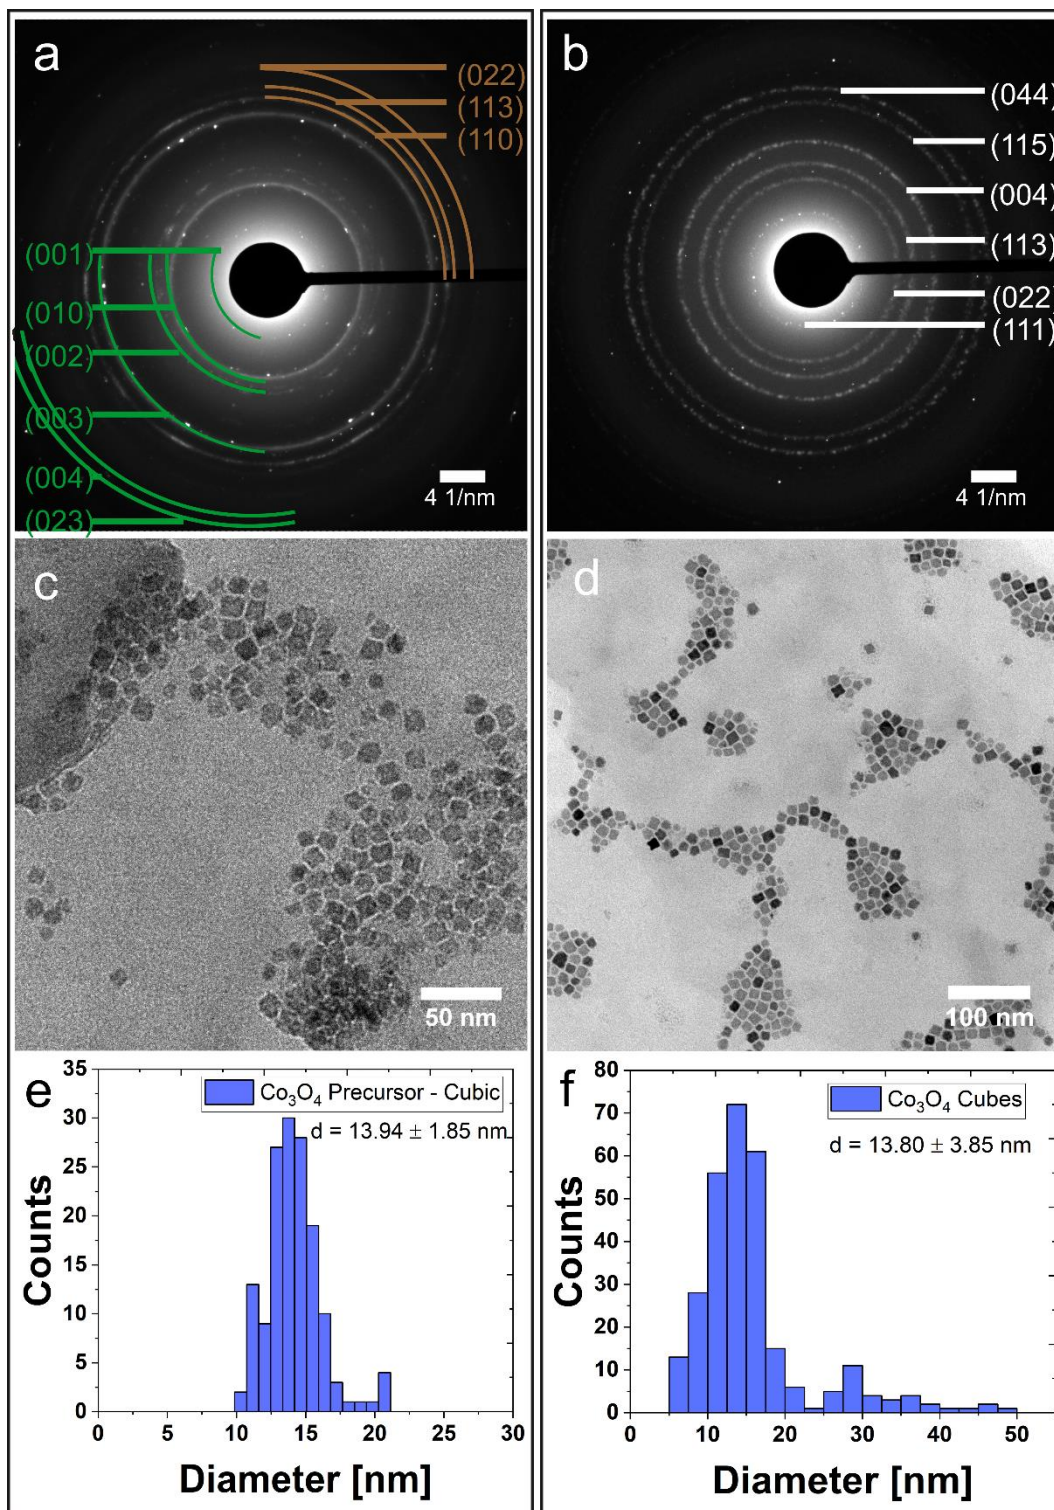 a
(022)
(113)
(110)
(001)
(010)
(002)
(003)
(004)
(023)
4 1/nm
b
(044)
(115)
(004)
(113)
(022)
(111)
4 1/nm
c
50 nm
d
100 nm
e
Co₃O₄ Precursor - Cubic
d = 13.94 ± 1.85 nm
35
30
25
20
15
10
5
0
Counts
0 5 10 15 20 25 30
Diameter [nm]
f
Co₃O₄ Cubes
d = 13.80 ± 3.85 nm
80
70
60
50
40
30
20
10
0
Counts
0 10 20 30 40 50
Diameter [nm]